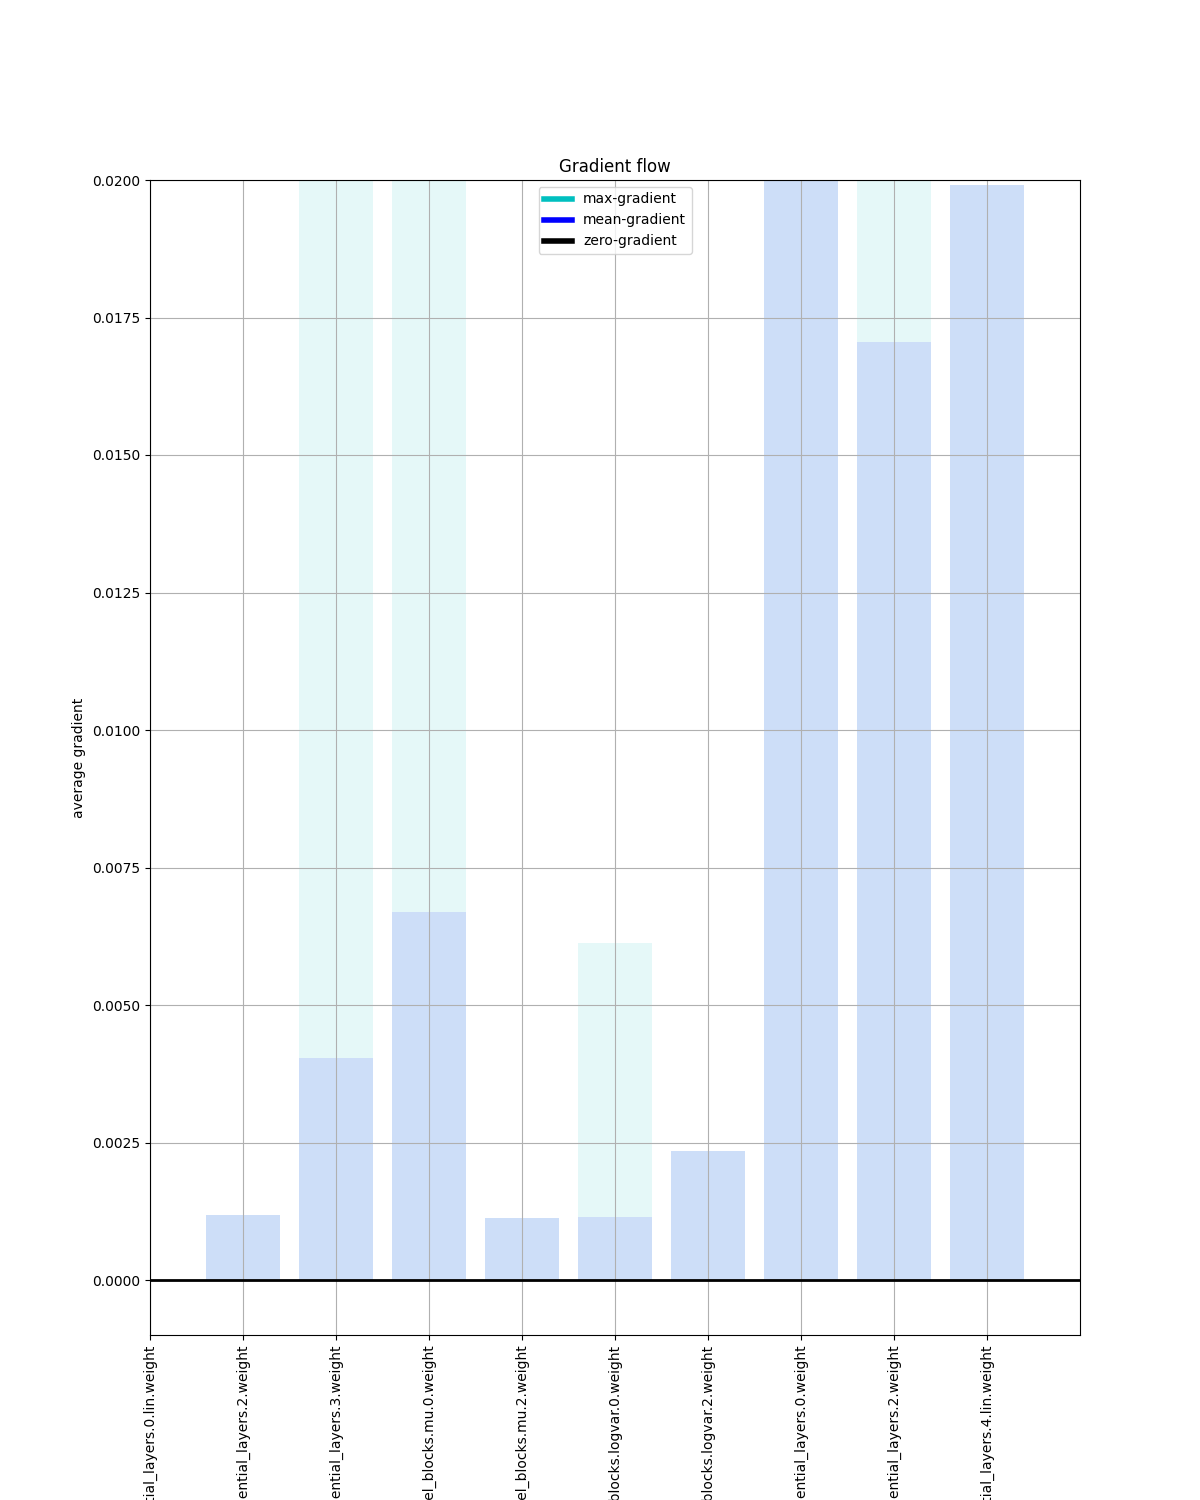 Gradient flow
max-gradient
mean-gradient
zero-gradient
0.0200
0.0175
0.0150
0.0125
0.0100
0.0075
0.0050
0.0025
0.0000
average gradient
tial_layers.0.lin.weight
ential_layers.2.weight
ential_layers.3.weight
el_blocks.mu.0.weight
el_blocks.mu.2.weight
blocks.logvar.0.weight
blocks.logvar.2.weight
ential_layers.0.weight
ential_layers.2.weight
tial_layers.4.lin.weight